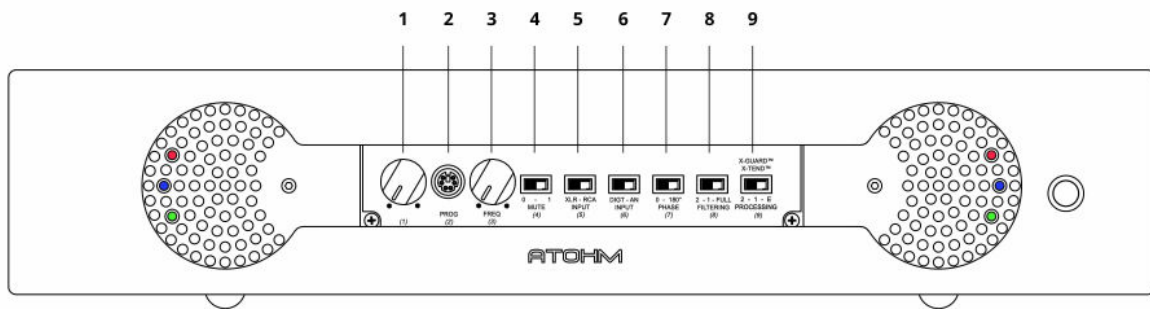 1 2 3 4 5 6 7 8 9
X-GUARD™
X-TEND™
0 - 1 XLR - RCA DIGT - AN 0 - 180° 2 - 1 - FULL 2 - 1 - E
PROG FREQ MUTE INPUT INPUT PHASE FILTERING PROCESSING
(1) (2) (3) (4) (5) (6) (7) (8) (9)
ATOHM